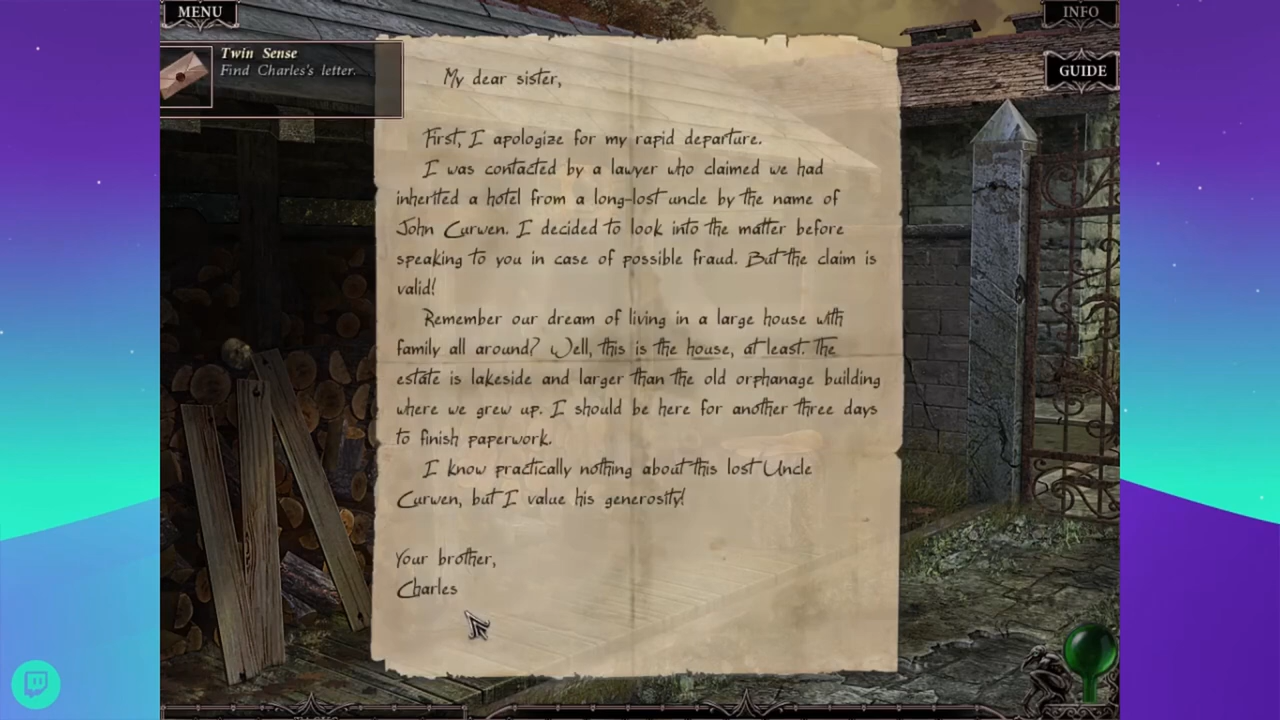 MENU
INFO
Twin Sense
Find Charles's letter.
GUIDE
My dear sister,
First, I apologize for my rapid departure.
I was contacted by a lawyer who claimed we had
inherited a hotel from a long-lost uncle by the name of
John Curwen. I decided to look into the matter before
speaking to you in case of possible fraud. But the claim is
valid!
Remember our dream of living in a large house with
family all around? Well, this is the house, at least. The
estate is lakeside and larger than the old orphanage building
where we grew up. I should be here for another three days
to finish paperwork.
I know practically nothing about this lost Uncle
Curwen, but I value his generosity!
Your brother,
Charles